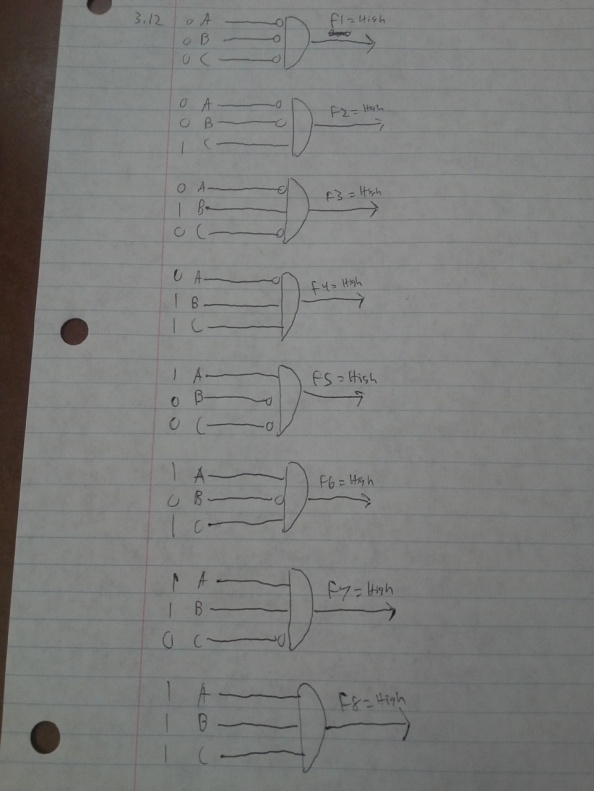 3.12 0 A F1 = High
0 B
0 C
0 A F2 = High
0 B
1 C
0 A F3 = High
1 B
0 C
0 A F4 = High
1 B
1 C
1 A F5 = High
0 B
0 C
1 A F6 = High
0 B
1 C
1 A F7 = High
1 B
0 C
1 A F8 = High
1 B
1 C